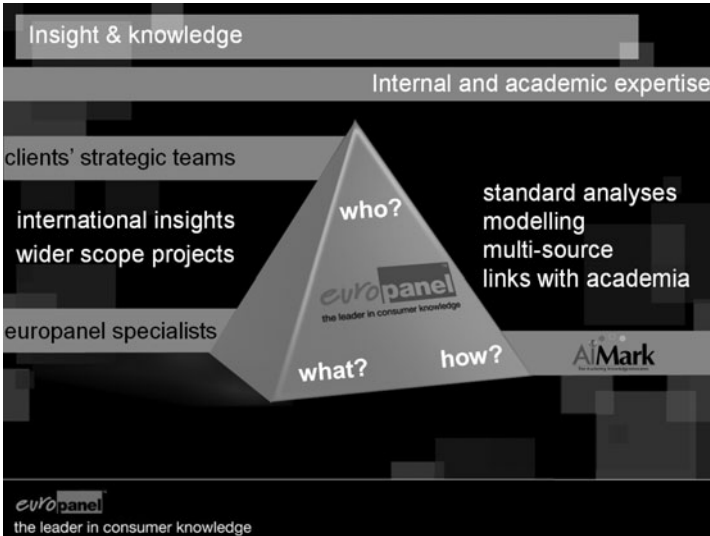 Insight & knowledge
Internal and academic expertise
clients' strategic teams
international insights
wider scope projects
europanel specialists
who?
europanel
the leader in consumer knowledge
what?
how?
standard analyses
modelling
multi-source
links with academia
AiMark
europanel
the leader in consumer knowledge